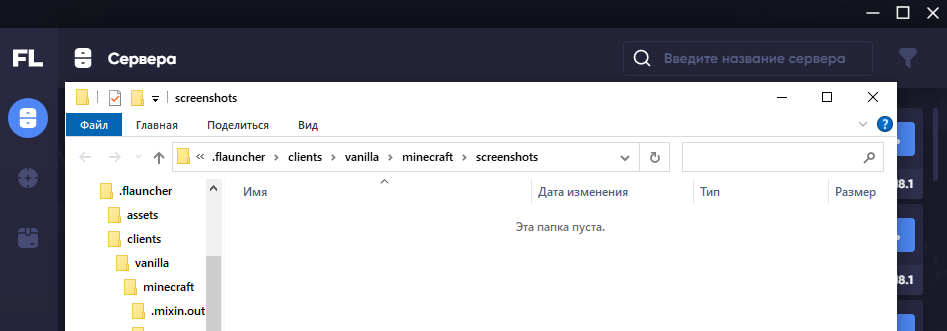 FL
Сервера
Введите название сервера
screenshots
Файл
Главная
Поделиться
Вид
.flauncher
clients
vanilla
minecraft
screenshots
Имя
Дата изменения
Тип
Размер
.flauncher
assets
clients
vanilla
minecraft
.mixin.out
Эта папка пуста.
8.1
8.1